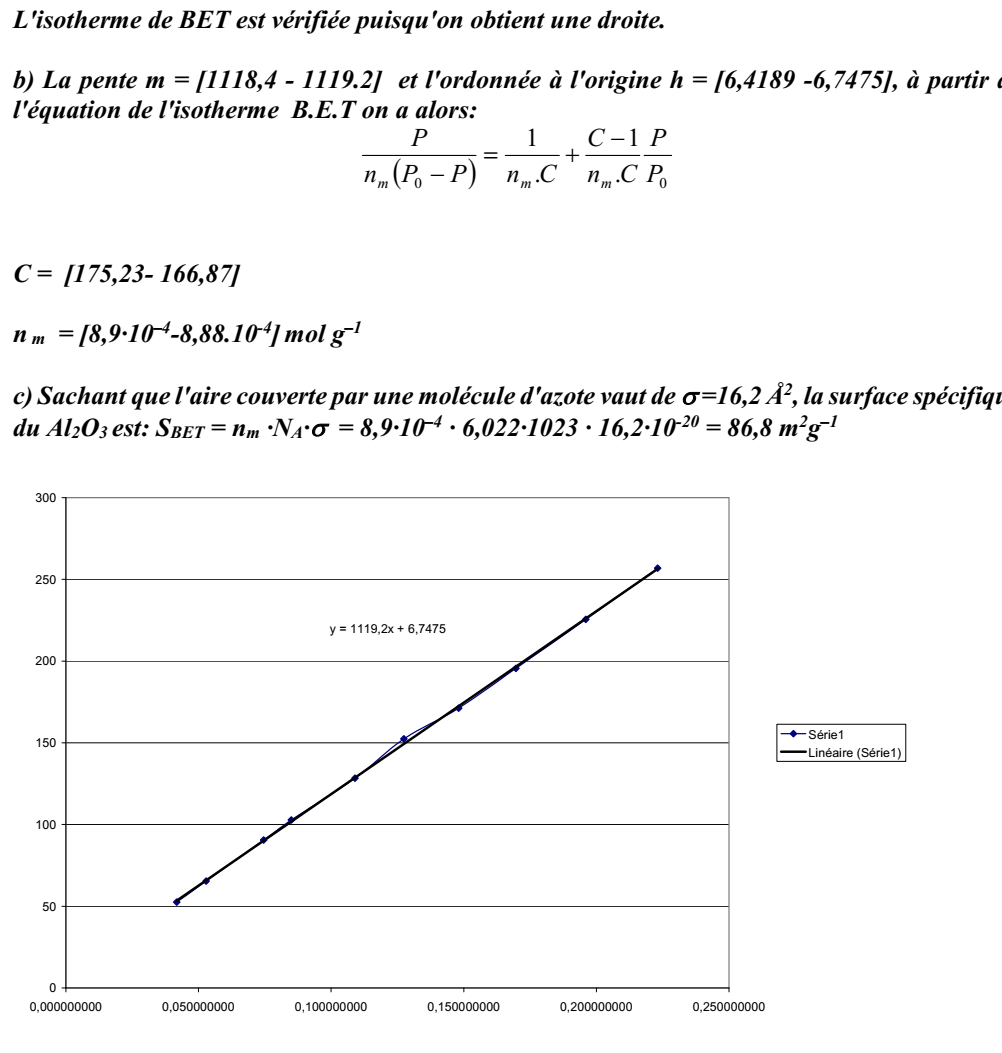 L'isotherme de BET est vérifiée puisqu'on obtient une droite.
b) La pente m = [1118,4 - 1119.2] et l'ordonnée à l'origine h = [6,4189 -6,7475], à partir
l'équation de l'isotherme B.E.T on a alors:
P / n_m(P_0 − P) = 1 / n_m.C + C − 1 / n_m.C P / P_0
C = [175,23- 166,87]
n m = [8,9·10⁻⁴-8,88.10⁻⁴] mol g⁻¹
c) Sachant que l'aire couverte par une molécule d'azote vaut de σ=16,2 Å², la surface spécifiqu
du Al₂O₃ est: S_BET = n_m ·N_A·σ = 8,9·10⁻⁴ · 6,022·1023 · 16,2·10⁻²⁰ = 86,8 m²g⁻¹
300
250
y = 1119,2x + 6,7475
200
150
Série1
Linéaire (Série1)
100
50
0
0,000000000 0,050000000 0,100000000 0,150000000 0,200000000 0,250000000